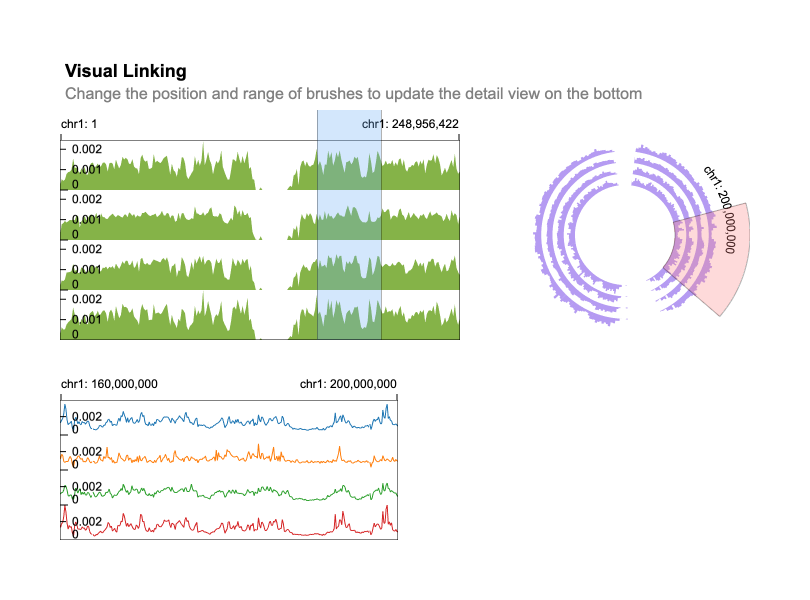 Visual Linking
Change the position and range of brushes to update the detail view on the bottom
chr1: 1
chr1: 248,956,422
0.002
0.001
0
0.002
0.001
0
0.002
0.001
0
0.002
0.001
0
chr1: 200,000,000
chr1: 160,000,000
chr1: 200,000,000
0.002
0
0.002
0
0.002
0
0.002
0